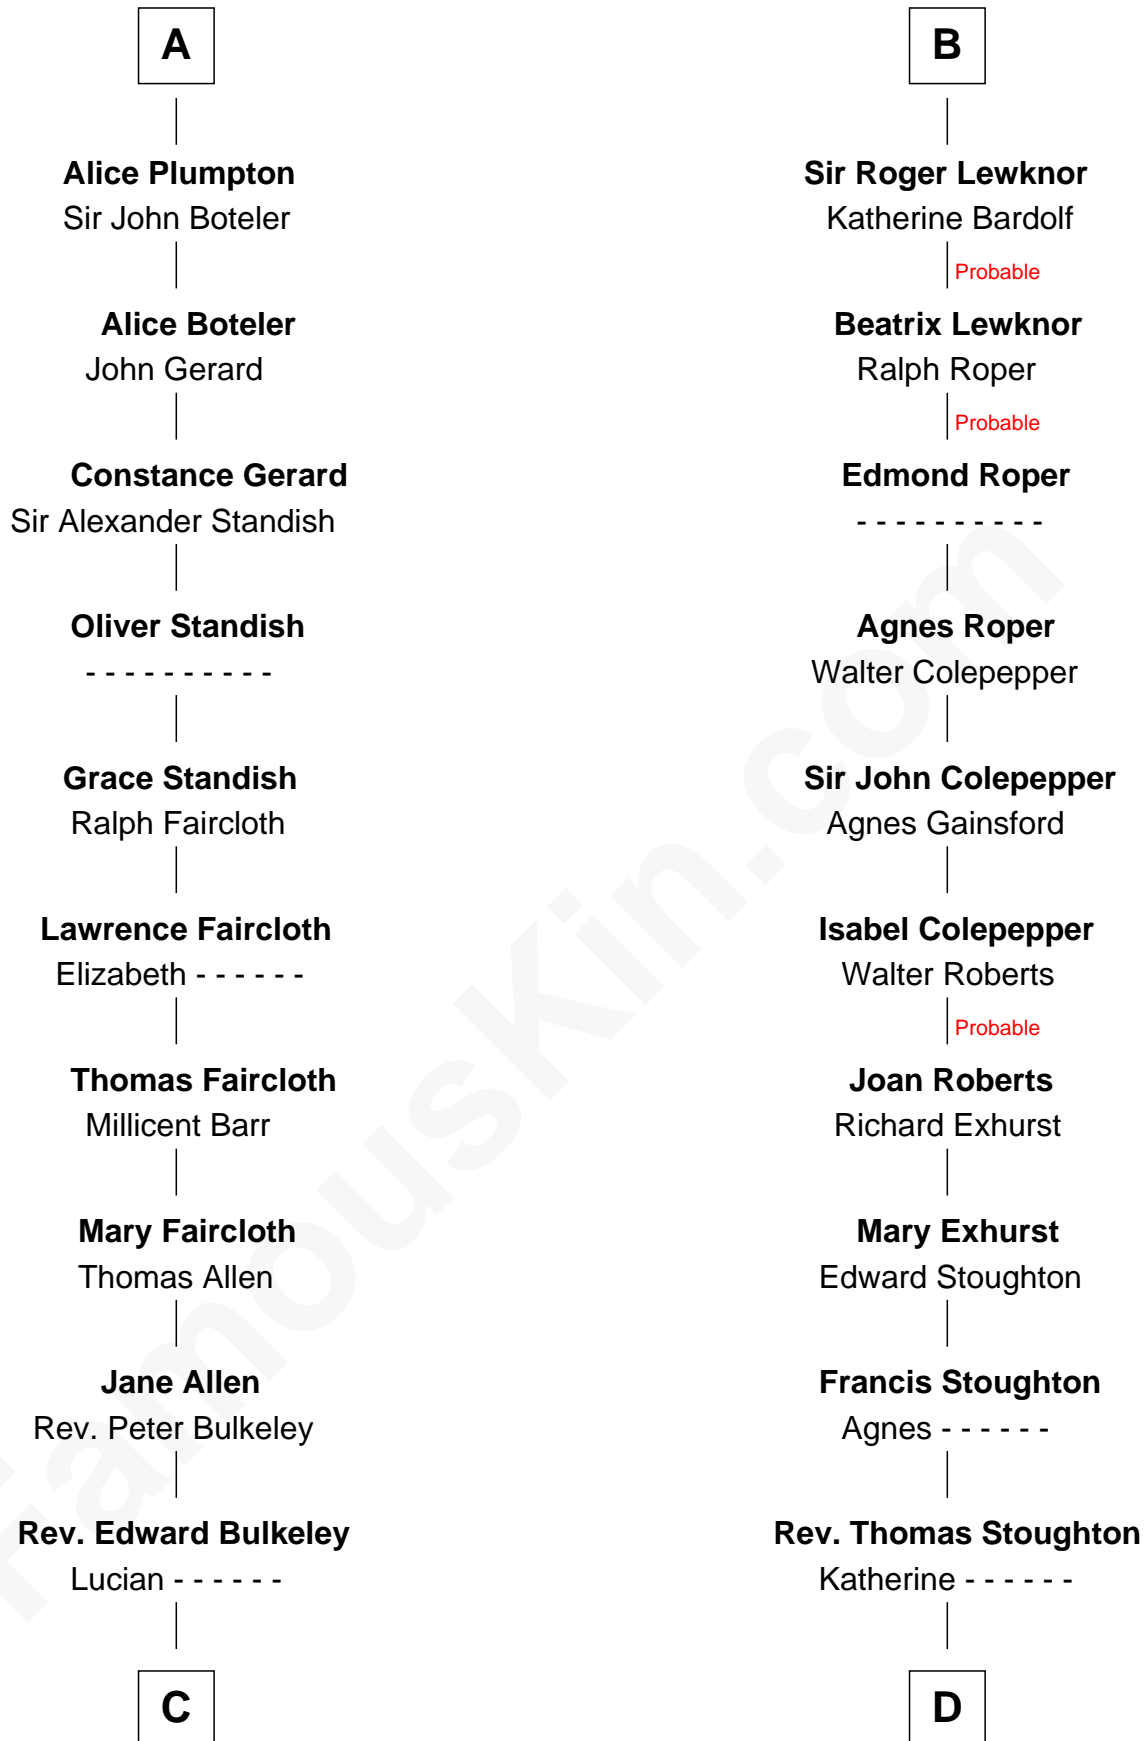 A
Alice Plumpton
Sir John Boteler
Alice Boteler
John Gerard
Constance Gerard
Sir Alexander Standish
Oliver Standish
- - - - - - - - - -
Grace Standish
Ralph Faircloth
Lawrence Faircloth
Elizabeth - - - - - -
Thomas Faircloth
Millicent Barr
Mary Faircloth
Thomas Allen
Jane Allen
Rev. Peter Bulkeley
Rev. Edward Bulkeley
Lucian - - - - - -
C
B
Sir Roger Lewknor
Katherine Bardolf
Probable
Beatrix Lewknor
Ralph Roper
Probable
Edmond Roper
- - - - - - - - - -
Agnes Roper
Walter Colepepper
Sir John Colepepper
Agnes Gainsford
Isabel Colepepper
Walter Roberts
Probable
Joan Roberts
Richard Exhurst
Mary Exhurst
Edward Stoughton
Francis Stoughton
Agnes - - - - - -
Rev. Thomas Stoughton
Katherine - - - - - -
D
FamousKin.com